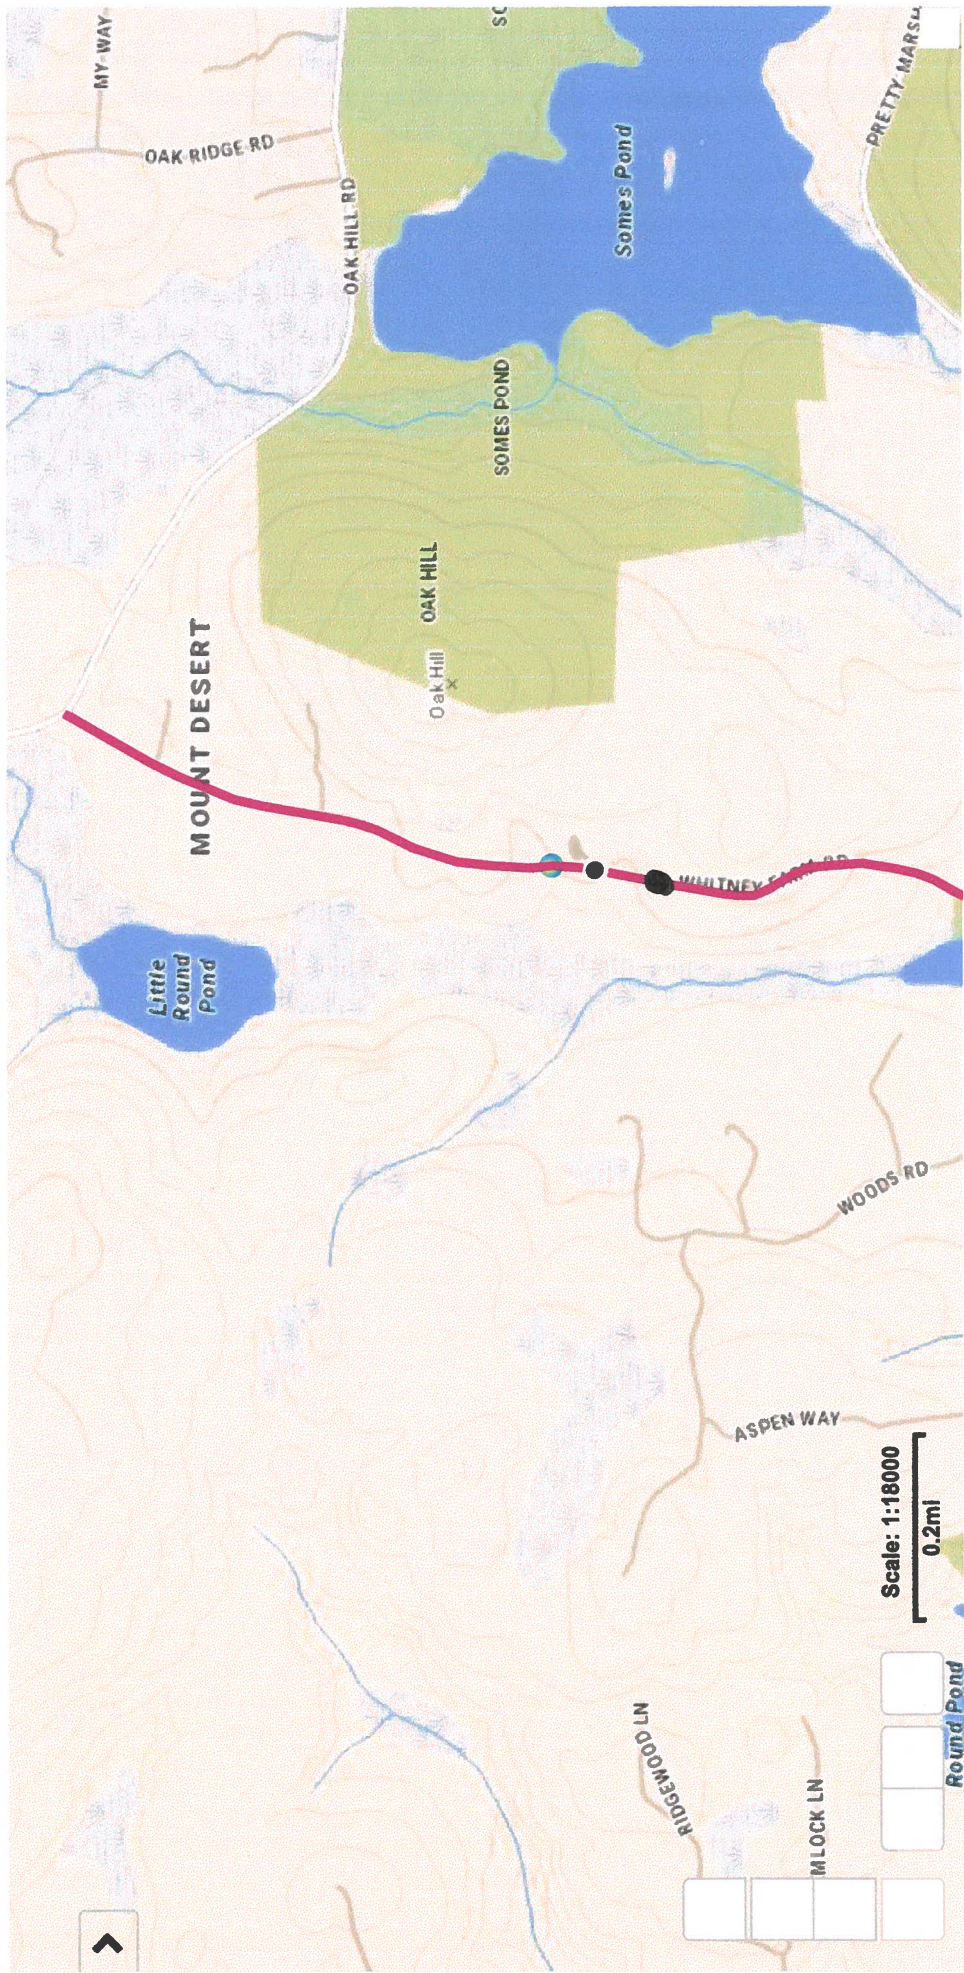 MY WAY
OAK RIDGE RD
OAK HILL RD
SO
Somes Pond
PRETTY MARSH
SOMES POND
OAK HILL
Oak Hill
x
MOUNT DESERT
WHITNEY FARM RD
Little
Round
Pond
WOODS RD
ASPEN WAY
Scale: 1:18000
0.2mi
RIDGEWOOD LN
MLOCK LN
Round Pond